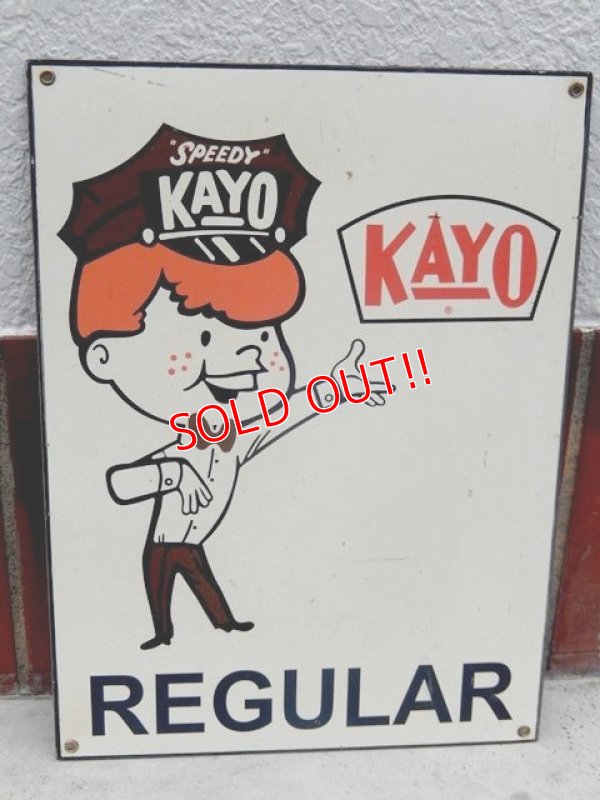 "SPEEDY"
KAYO
KAYO
®
SOLD OUT!!
REGULAR